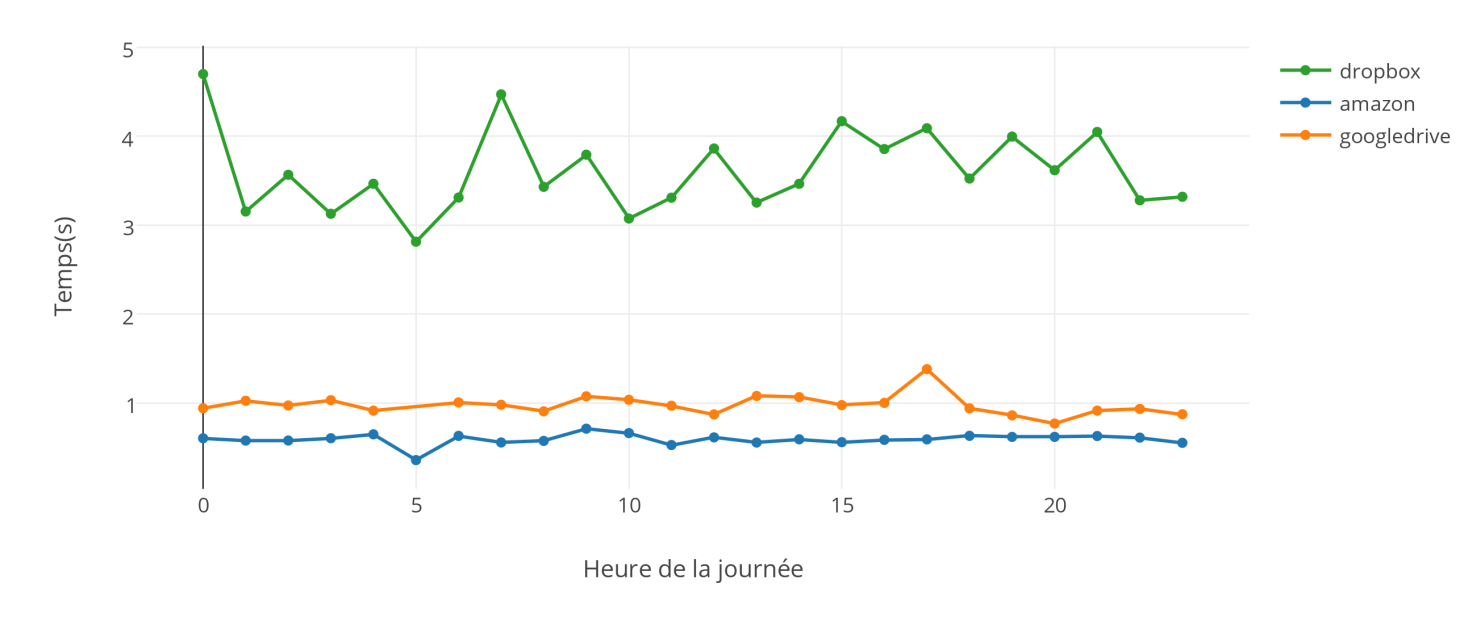 5
4
3
2
1
Temps(s)
0 5 10 15 20
Heure de la journée
dropbox
amazon
googledrive